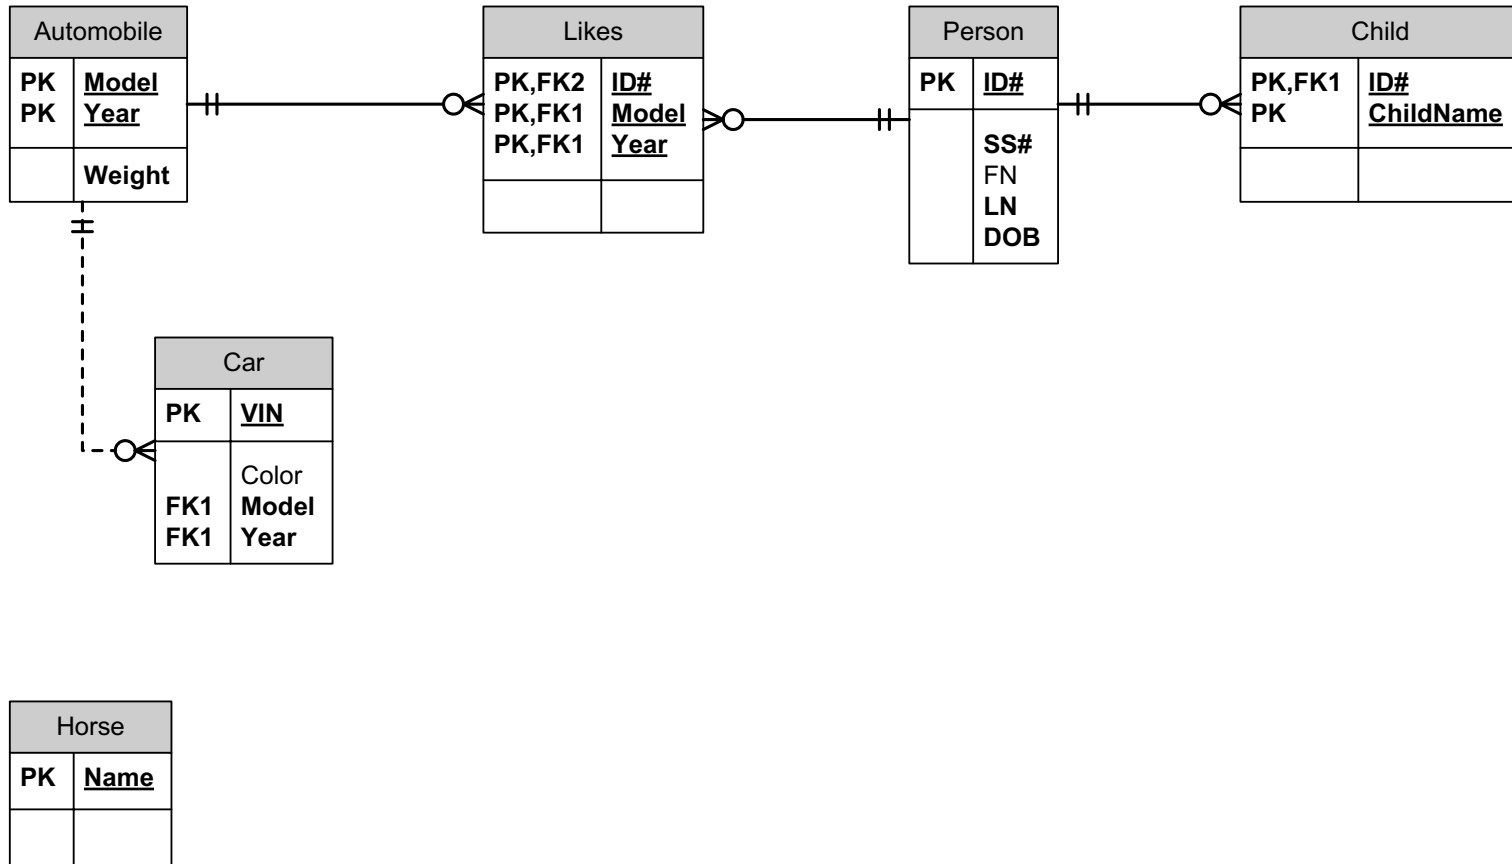 Automobile
PK Model
PK Year
Weight
Likes
PK,FK2 ID#
PK,FK1 Model
PK,FK1 Year
Person
PK ID#
SS#
FN
LN
DOB
Child
PK,FK1 ID#
PK ChildName
Car
PK VIN
Color
FK1 Model
FK1 Year
Horse
PK Name